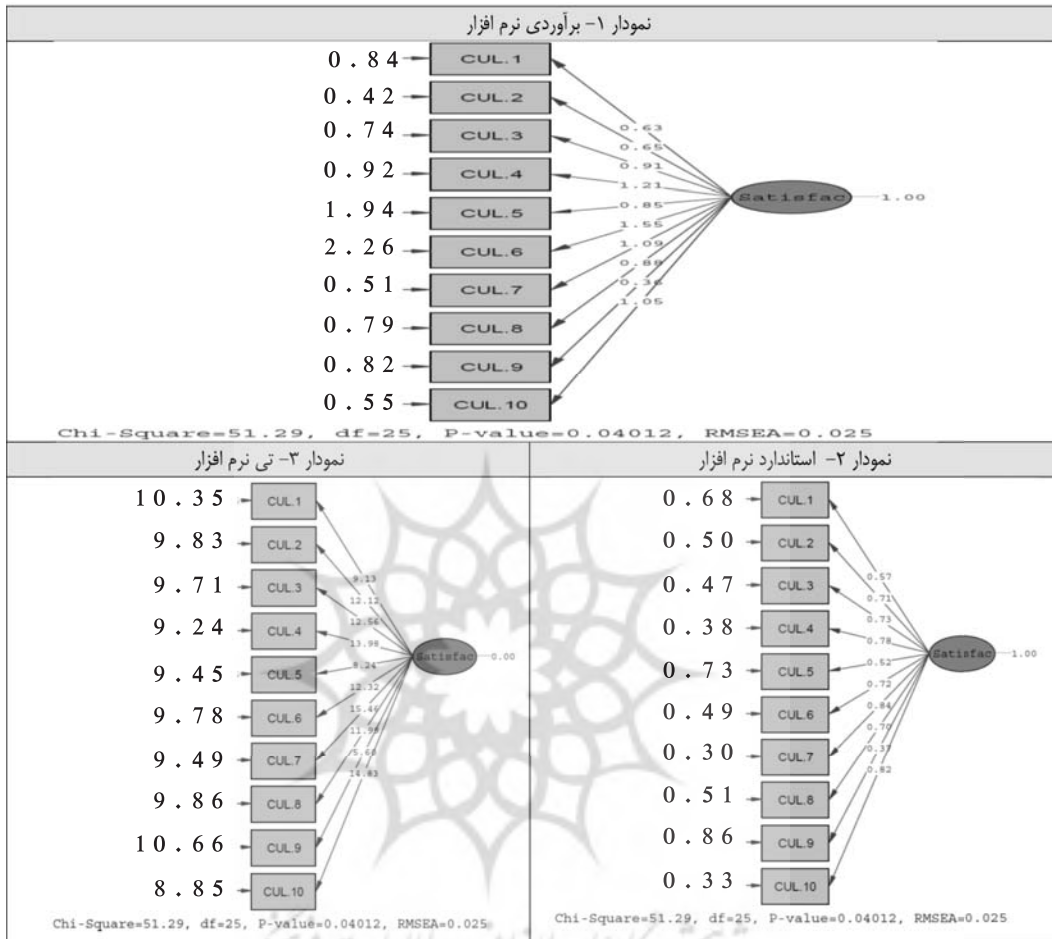 نمودار ۱- برآوردی نرم افزار
0.84 CUL.1
0.42 CUL.2
0.74 CUL.3
0.92 CUL.4
1.94 CUL.5
2.26 CUL.6
0.51 CUL.7
0.79 CUL.8
0.82 CUL.9
0.55 CUL.10
0.63
0.65
0.91
1.21
0.85
1.55
1.09
0.88
0.36
1.05
Satisfac 1.00
Chi-Square=51.29, df=25, P-value=0.04012, RMSEA=0.025
نمودار ۲- استاندارد نرم افزار
0.68 CUL.1
0.50 CUL.2
0.47 CUL.3
0.38 CUL.4
0.73 CUL.5
0.49 CUL.6
0.30 CUL.7
0.51 CUL.8
0.86 CUL.9
0.33 CUL.10
0.57
0.71
0.73
0.78
0.52
0.72
0.84
0.70
0.37
0.82
Satisfac 1.00
Chi-Square=51.29, df=25, P-value=0.04012, RMSEA=0.025
نمودار ۳- تی نرم افزار
10.35 CUL.1
9.83 CUL.2
9.71 CUL.3
9.24 CUL.4
9.45 CUL.5
9.78 CUL.6
9.49 CUL.7
9.86 CUL.8
10.66 CUL.9
8.85 CUL.10
9.13
12.12
12.56
13.98
8.24
12.32
15.46
11.99
5.60
14.83
Satisfac 0.00
Chi-Square=51.29, df=25, P-value=0.04012, RMSEA=0.025